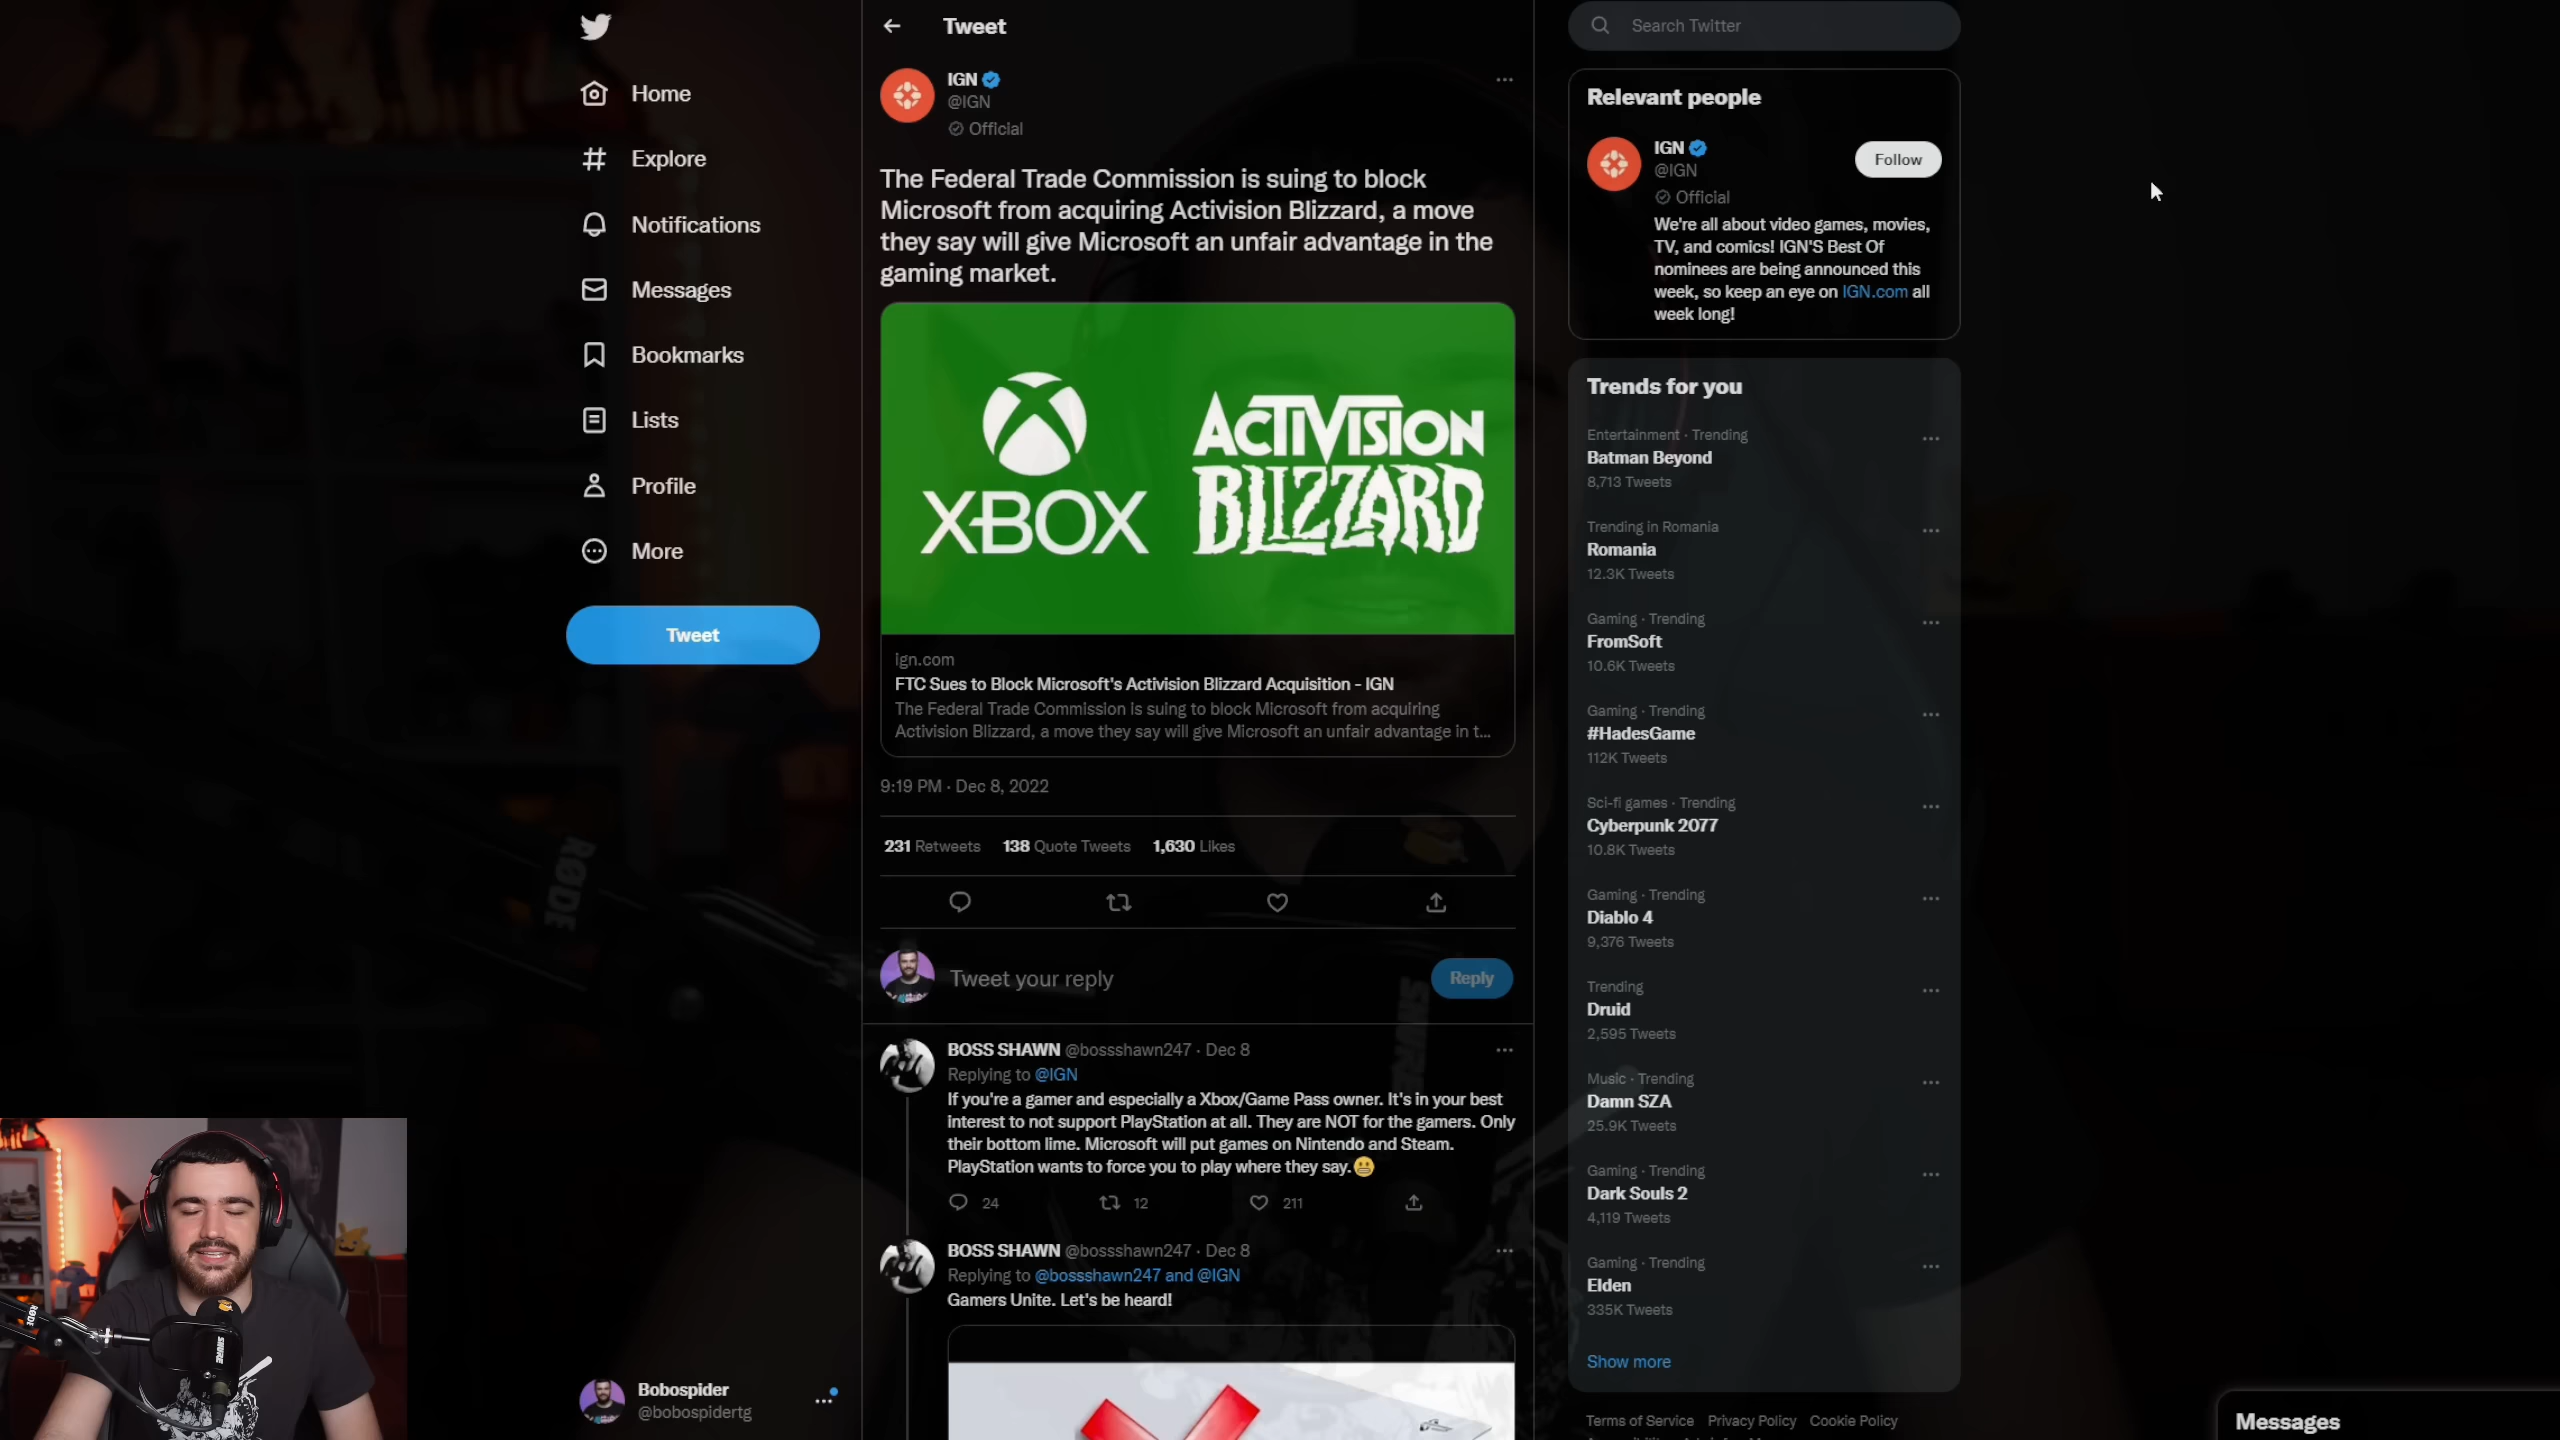 Home
Explore
Notifications
Messages
Bookmarks
Lists
Profile
More
Tweet
Bobospider
@bobospidertg
Tweet
IGN
@IGN
Official
The Federal Trade Commission is suing to block
Microsoft from acquiring Activision Blizzard, a move
they say will give Microsoft an unfair advantage in the
gaming market.
XBOX
ACTIVISION
BLIZZARD
ign.com
FTC Sues to Block Microsoft's Activision Blizzard Acquisition - IGN
The Federal Trade Commission is suing to block Microsoft from acquiring
Activision Blizzard, a move they say will give Microsoft an unfair advantage in t...
9:19 PM · Dec 8, 2022
231 Retweets 138 Quote Tweets 1,630 Likes
Tweet your reply
Reply
BOSS SHAWN @bossshawn247 · Dec 8
Replying to @IGN
If you're a gamer and especially a Xbox/Game Pass owner. It's in your best
interest to not support PlayStation at all. They are NOT for the gamers. Only
their bottom lime. Microsoft will put games on Nintendo and Steam.
PlayStation wants to force you to play where they say.😬
24 12 211
BOSS SHAWN @bossshawn247 · Dec 8
Replying to @bossshawn247 and @IGN
Gamers Unite. Let's be heard!
Search Twitter
Relevant people
IGN
@IGN
Official
Follow
We're all about video games, movies,
TV, and comics! IGN'S Best Of
nominees are being announced this
week, so keep an eye on IGN.com all
week long!
Trends for you
Entertainment · Trending
Batman Beyond
8,713 Tweets
Trending in Romania
Romania
12.3K Tweets
Gaming · Trending
FromSoft
10.6K Tweets
Gaming · Trending
#HadesGame
112K Tweets
Sci-fi games · Trending
Cyberpunk 2077
10.8K Tweets
Gaming · Trending
Diablo 4
9,376 Tweets
Trending
Druid
2,595 Tweets
Music · Trending
Damn SZA
25.9K Tweets
Gaming · Trending
Dark Souls 2
4,119 Tweets
Gaming · Trending
Elden
335K Tweets
Show more
Terms of Service Privacy Policy Cookie Policy
Messages
RØDE
SHURE
RØDE
SHURE